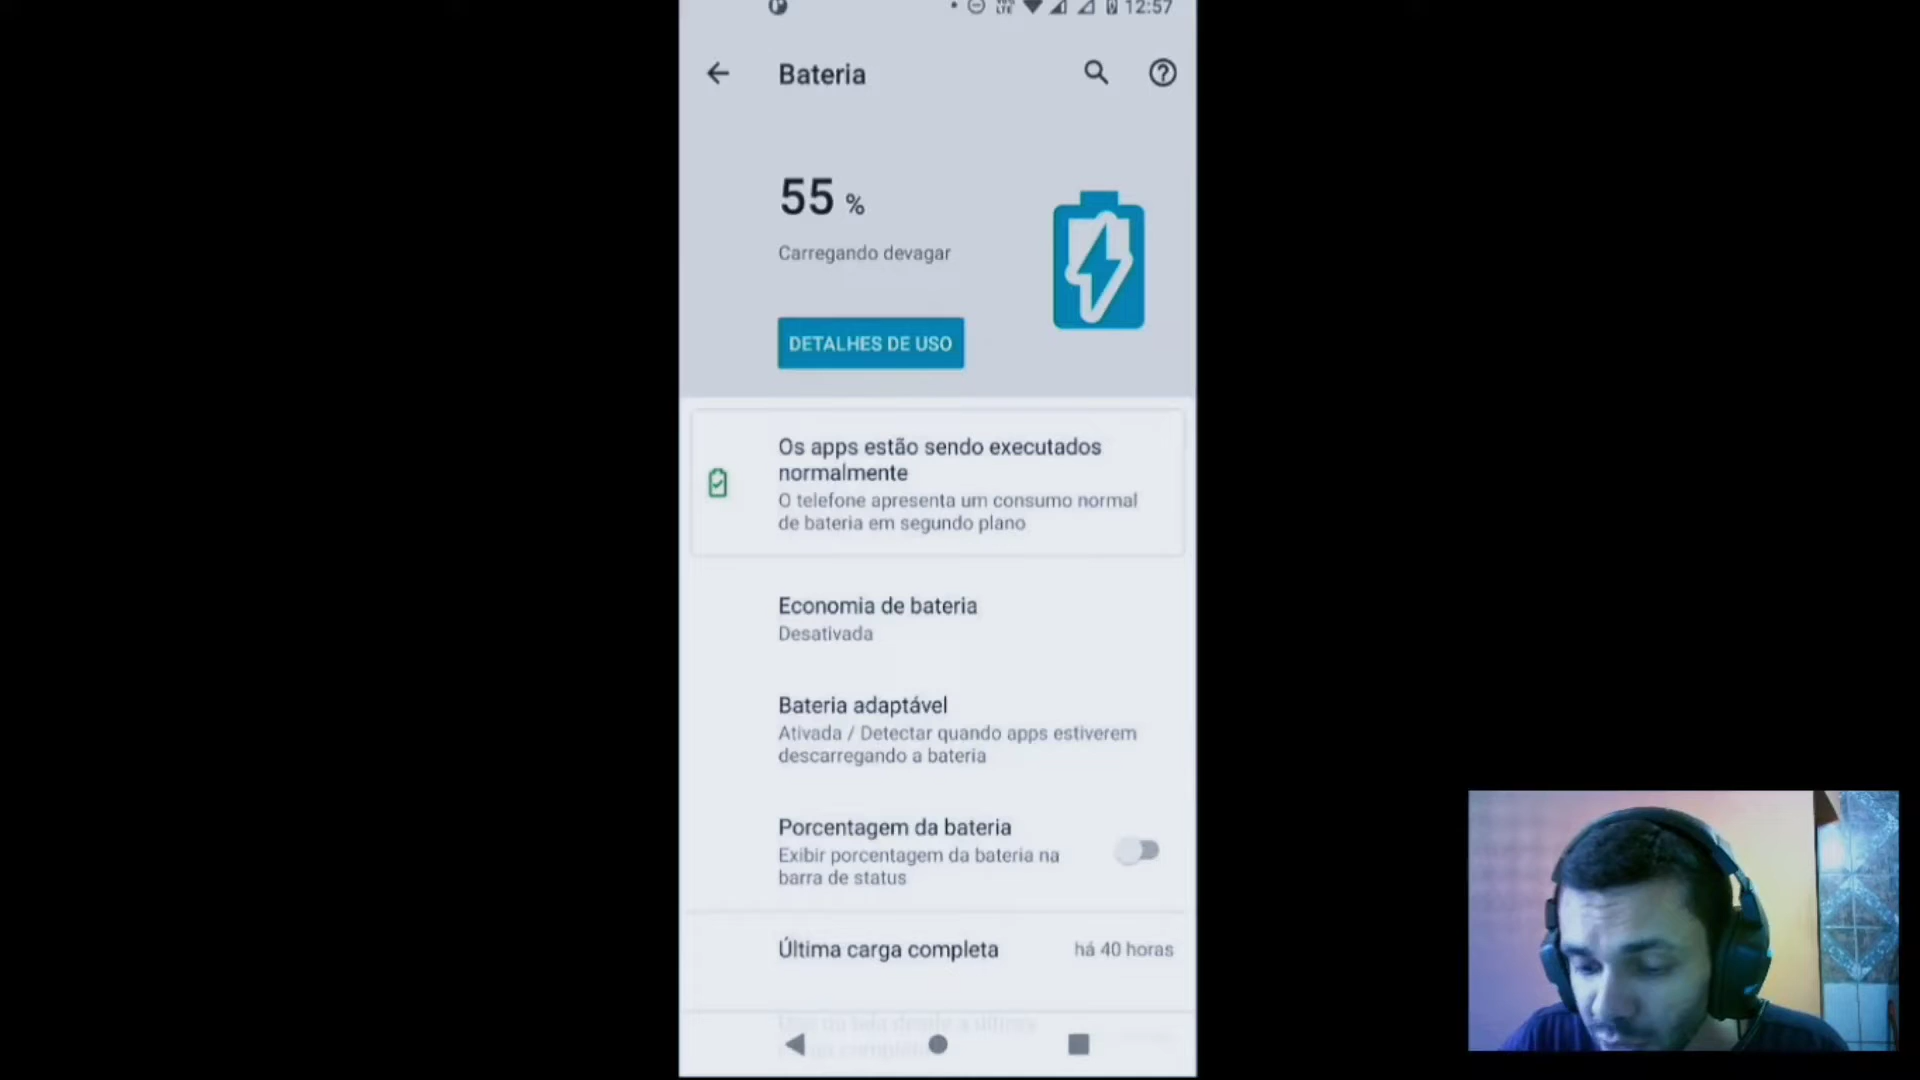 LTE 12:57
Bateria
55 %
Carregando devagar
DETALHES DE USO
Os apps estão sendo executados
normalmente
O telefone apresenta um consumo normal
de bateria em segundo plano
Economia de bateria
Desativada
Bateria adaptável
Ativada / Detectar quando apps estiverem
descarregando a bateria
Porcentagem da bateria
Exibir porcentagem da bateria na
barra de status
Última carga completa há 40 horas